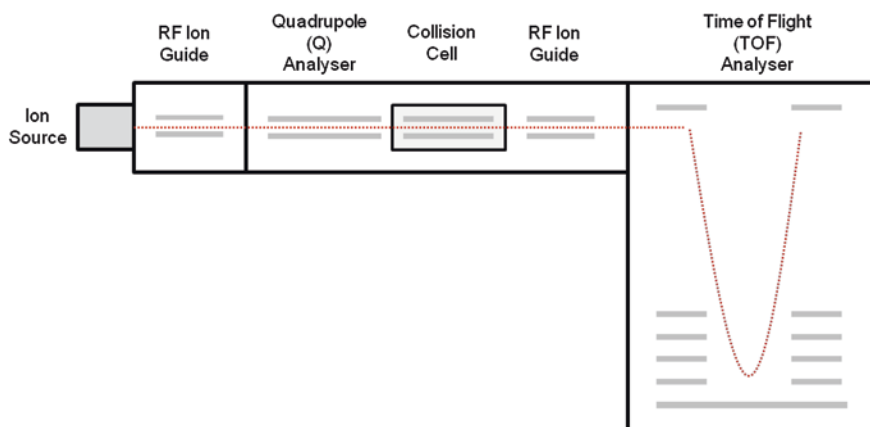 RF Ion
Guide
Quadrupole
(Q)
Analyser
Collision
Cell
RF Ion
Guide
Time of Flight
(TOF)
Analyser
Ion
Source